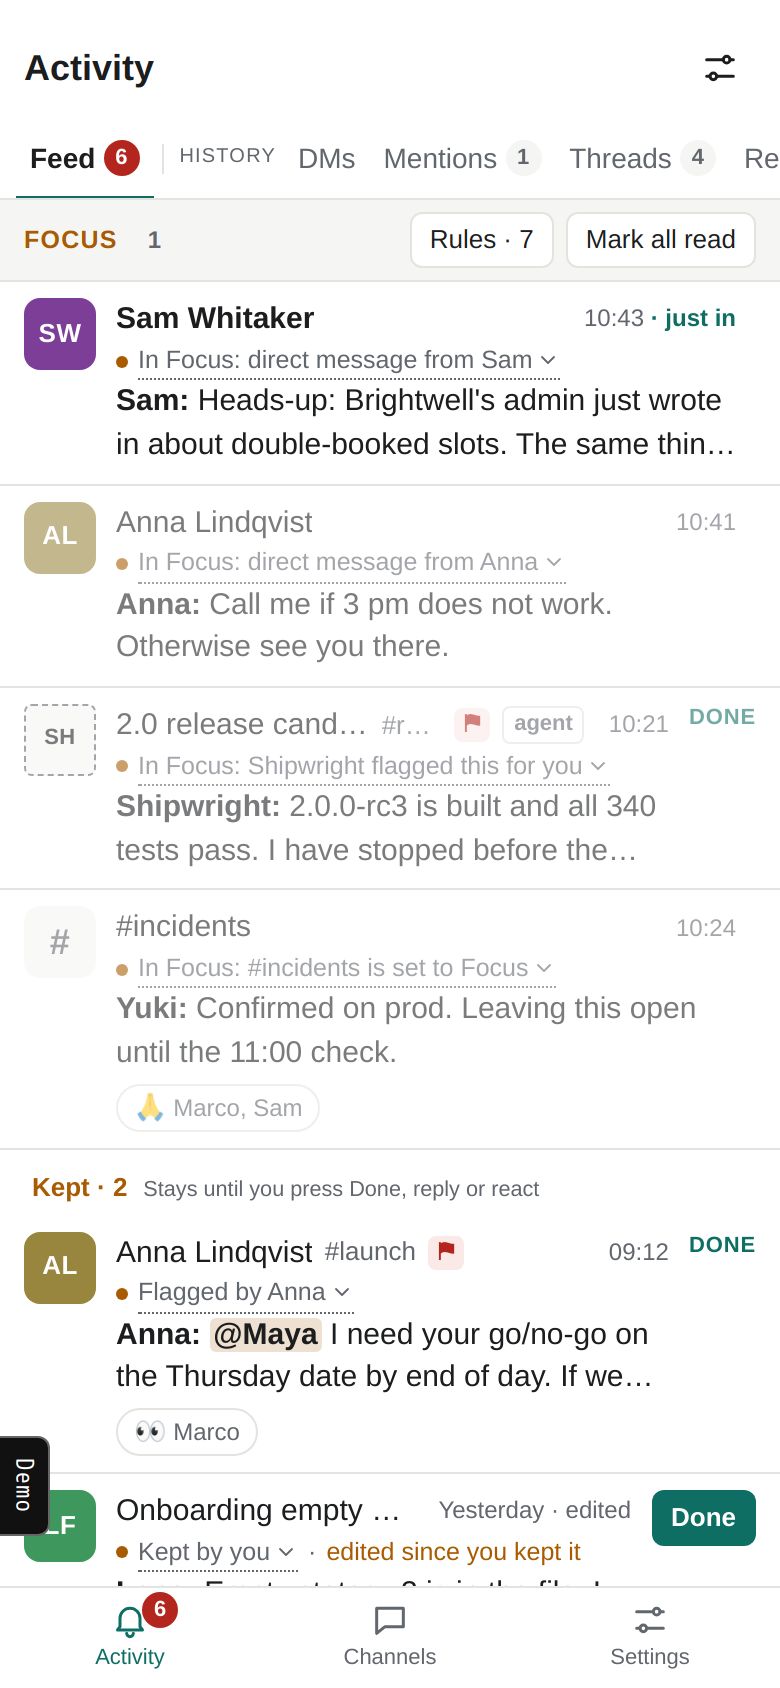 Activity
Feed 6 HISTORY DMs Mentions 1 Threads 4 Re
FOCUS 1 Rules · 7 Mark all read
SW Sam Whitaker 10:43 · just in
In Focus: direct message from Sam
Sam: Heads-up: Brightwell's admin just wrote
in about double-booked slots. The same thin…
AL Anna Lindqvist 10:41
In Focus: direct message from Anna
Anna: Call me if 3 pm does not work.
Otherwise see you there.
SH 2.0 release cand… #r… agent 10:21 DONE
In Focus: Shipwright flagged this for you
Shipwright: 2.0.0-rc3 is built and all 340
tests pass. I have stopped before the…
# #incidents 10:24
In Focus: #incidents is set to Focus
Yuki: Confirmed on prod. Leaving this open
until the 11:00 check.
🙏 Marco, Sam
Kept · 2 Stays until you press Done, reply or react
AL Anna Lindqvist #launch 09:12 DONE
Flagged by Anna
Anna: @Maya I need your go/no-go on
the Thursday date by end of day. If we…
👀 Marco
Demo
LF Onboarding empty … Yesterday · edited Done
Kept by you · edited since you kept it
6
Activity Channels Settings